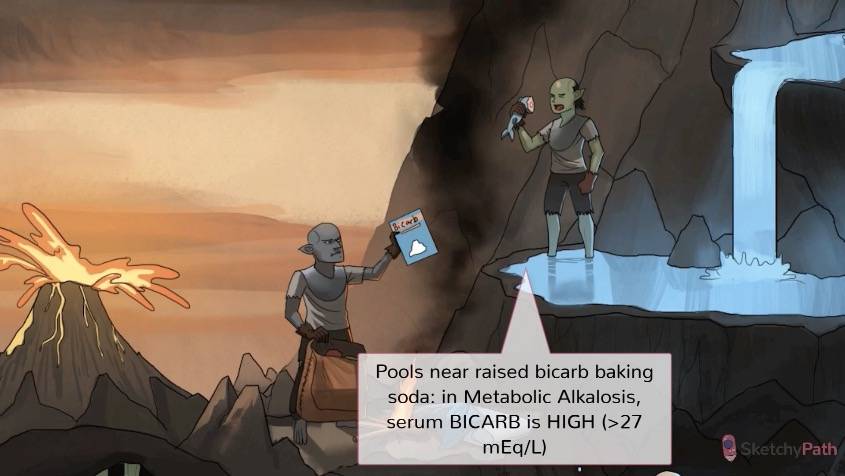 Bicarb
Pools near raised bicarb baking
soda: in Metabolic Alkalosis,
serum BICARB is HIGH (>27
mEq/L)
SketchyPath